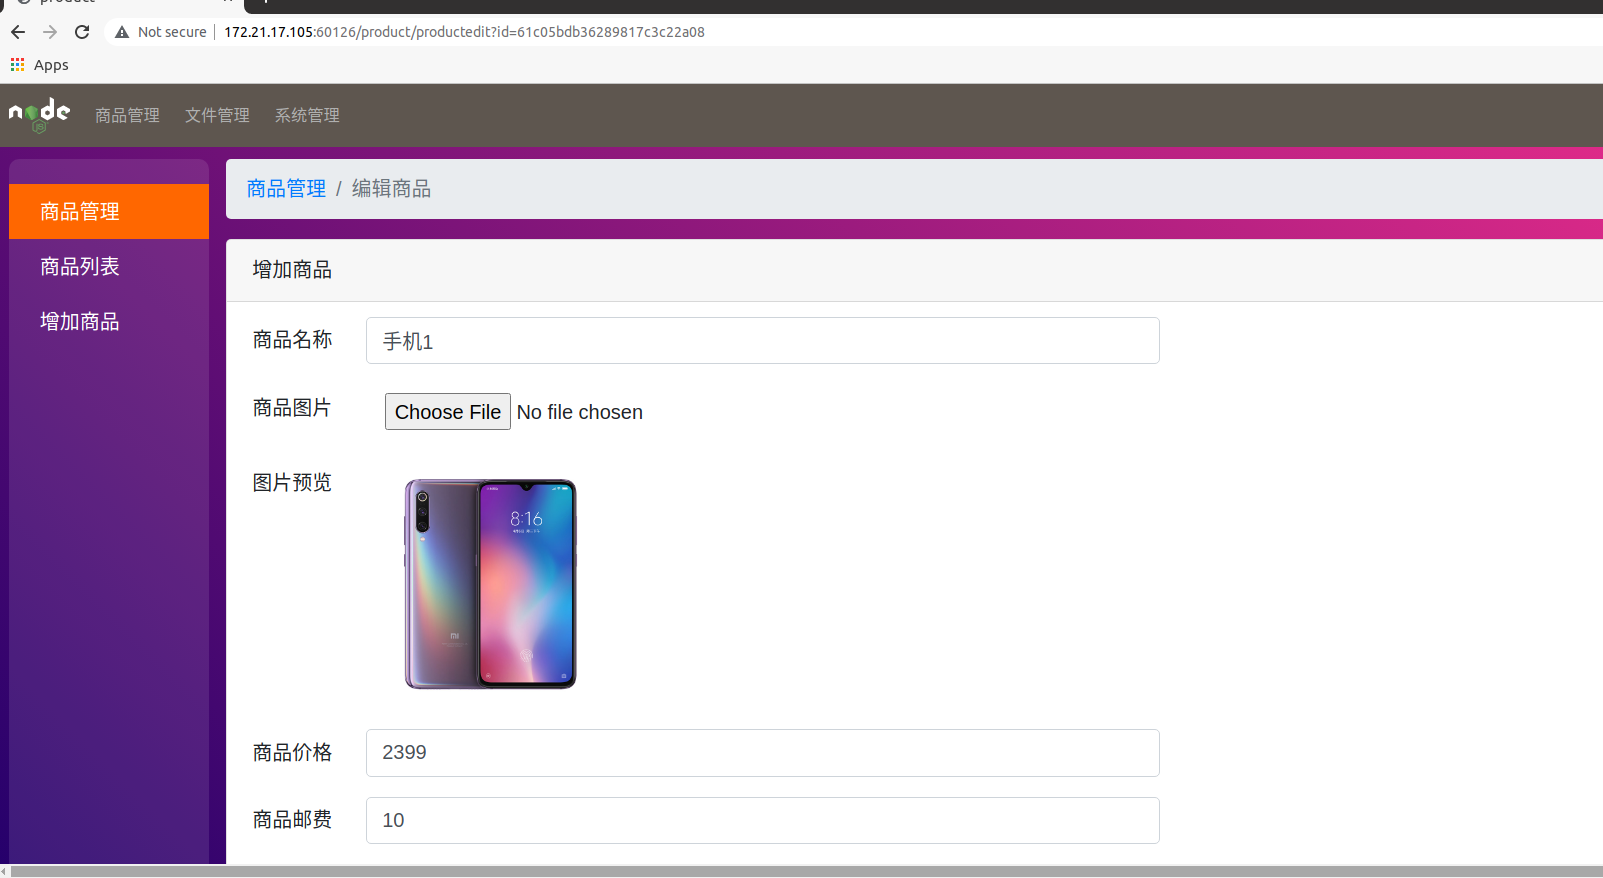 product
Not secure 172.21.17.105:60126/product/productedit?id=61c05bdb36289817c3c22a08
Apps
node 商品管理 文件管理 系统管理
商品管理
商品列表
增加商品
商品管理 / 编辑商品
增加商品
商品名称 手机1
商品图片 Choose File No file chosen
图片预览
8:16
mi
商品价格 2399
商品邮费 10